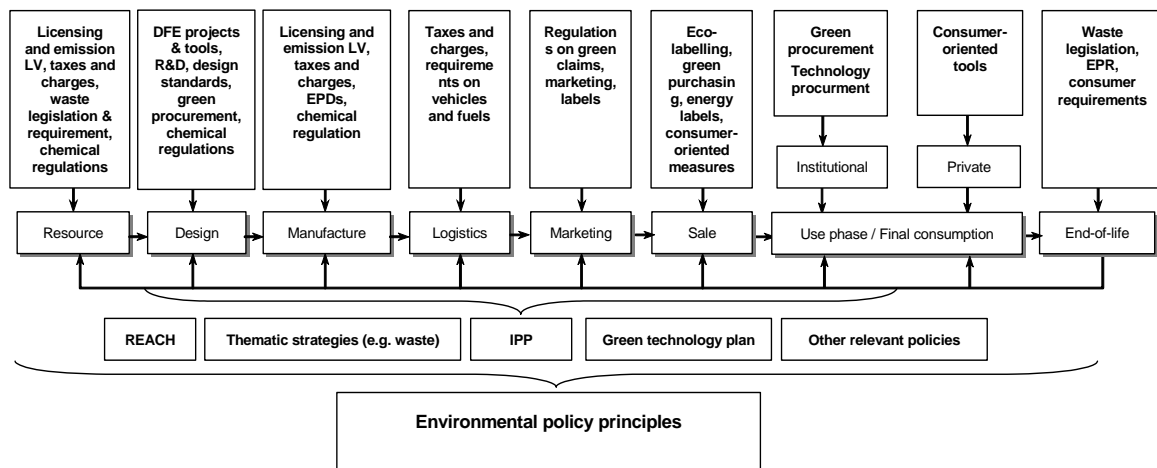 Licensing
and emission
LV, taxes and
charges,
waste
legislation &
requirement,
chemical
regulations
DFE projects
& tools,
R&D, design
standards,
green
procurement,
chemical
regulations
Licensing and
emission LV,
taxes and
charges,
EPDs,
chemical
regulation
Taxes and
charges,
requireme
nts on
vehicles
and fuels
Regulation
s on green
claims,
marketing,
labels
Eco-
labelling,
green
purchasin
g, energy
labels,
consumer-
oriented
measures
Green
procurement
Technology
procurment
Consumer-
oriented
tools
Waste
legislation,
EPR,
consumer
requirements
Institutional
Private
Resource
Design
Manufacture
Logistics
Marketing
Sale
Use phase / Final consumption
End-of-life
REACH
Thematic strategies (e.g. waste)
IPP
Green technology plan
Other relevant policies
Environmental policy principles